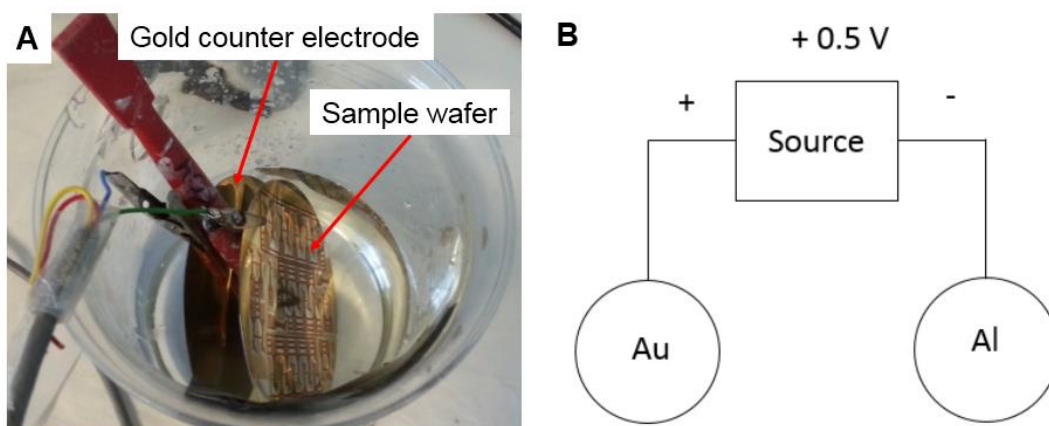 A
Gold counter electrode
Sample wafer
B
+ 0.5 V
+
-
Source
Au
Al